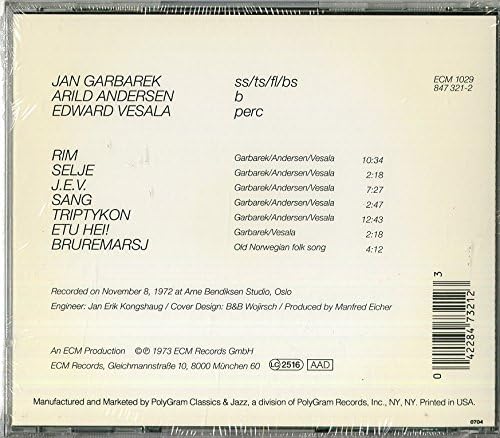 JAN GARBAREK ss/ts/fl/bs ECM 1029
ARILD ANDERSEN b 847 321-2
EDWARD VESALA perc
RIM Garbarek/Andersen/Vesala 10:34
SELJE Garbarek/Andersen/Vesala 2:18
J.E.V. Garbarek/Andersen/Vesala 7:27
SANG Garbarek/Andersen/Vesala 2:47
TRIPTYKON Garbarek/Andersen/Vesala 12:43
ETU HEI! Garbarek/Vesala 2:18
BRUREMARSJ Old Norwegian folk song 4:12
Recorded on November 8, 1972 at Arne Bendiksen Studio, Oslo
Engineer: Jan Erik Kongshaug / Cover Design: B&B Wojirsch / Produced by Manfred Eicher
An ECM Production ©℗ 1973 ECM Records GmbH
ECM Records, Gleichmannstraße 10, 8000 München 60 LC 2516 AAD
0 42284 73212 3
Manufactured and Marketed by PolyGram Classics & Jazz, a division of PolyGram Records, Inc., NY, NY. Printed in USA.
0704